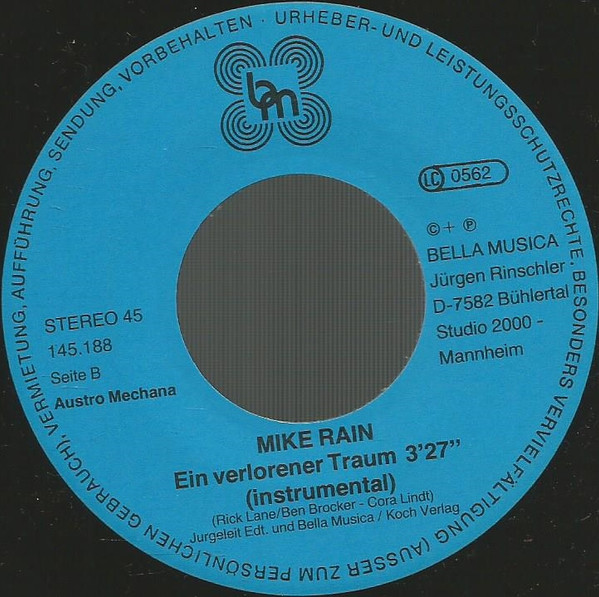 URHEBER- UND LEISTUNGSSCHUTZRECHTE, BESONDERS VERVIELFÄLTIGUNG (AUSSER ZUM PERSÖNLICHEN GEBRAUCH), VERMIETUNG, AUFFÜHRUNG, SENDUNG, VORBEHALTEN ·
bm
LC 0562
© + ℗
BELLA MUSICA
Jürgen Rinschler ·
D-7582 Bühlertal
Studio 2000 -
Mannheim
STEREO 45
145.188
Seite B
Austro Mechana
MIKE RAIN
Ein verlorener Traum 3'27"
(instrumental)
(Rick Lane/Ben Brocker - Cora Lindt)
Jurgeleit Edt. und Bella Musica / Koch Verlag